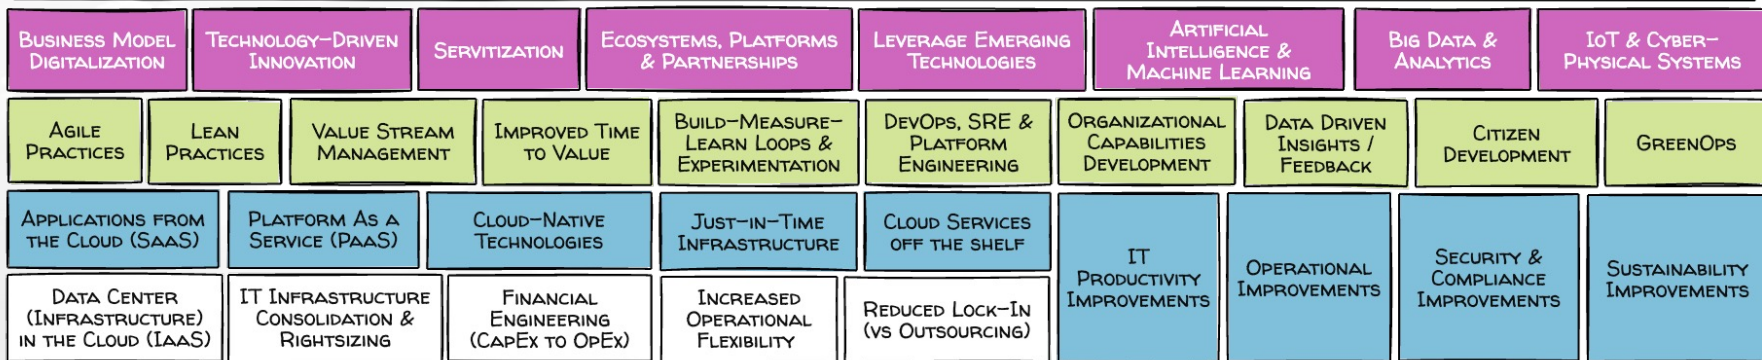 Business Model
Digitalization
Technology-Driven
Innovation
Servitization
Ecosystems, Platforms
& Partnerships
Leverage Emerging
Technologies
Artificial
Intelligence &
Machine Learning
Big Data &
Analytics
IoT & Cyber-
Physical Systems
Agile
Practices
Lean
Practices
Value Stream
Management
Improved Time
to Value
Build-Measure-
Learn Loops &
Experimentation
DevOps, SRE &
Platform
Engineering
Organizational
Capabilities
Development
Data Driven
Insights /
Feedback
Citizen
Development
GreenOps
Applications from
the Cloud (SaaS)
Platform As a
Service (PaaS)
Cloud-Native
Technologies
Just-in-Time
Infrastructure
Cloud Services
off the shelf
IT
Productivity
Improvements
Operational
Improvements
Security &
Compliance
Improvements
Sustainability
Improvements
Data Center
(Infrastructure)
in the Cloud (IaaS)
IT Infrastructure
Consolidation &
Rightsizing
Financial
Engineering
(CapEx to OpEx)
Increased
Operational
Flexibility
Reduced Lock-In
(vs Outsourcing)